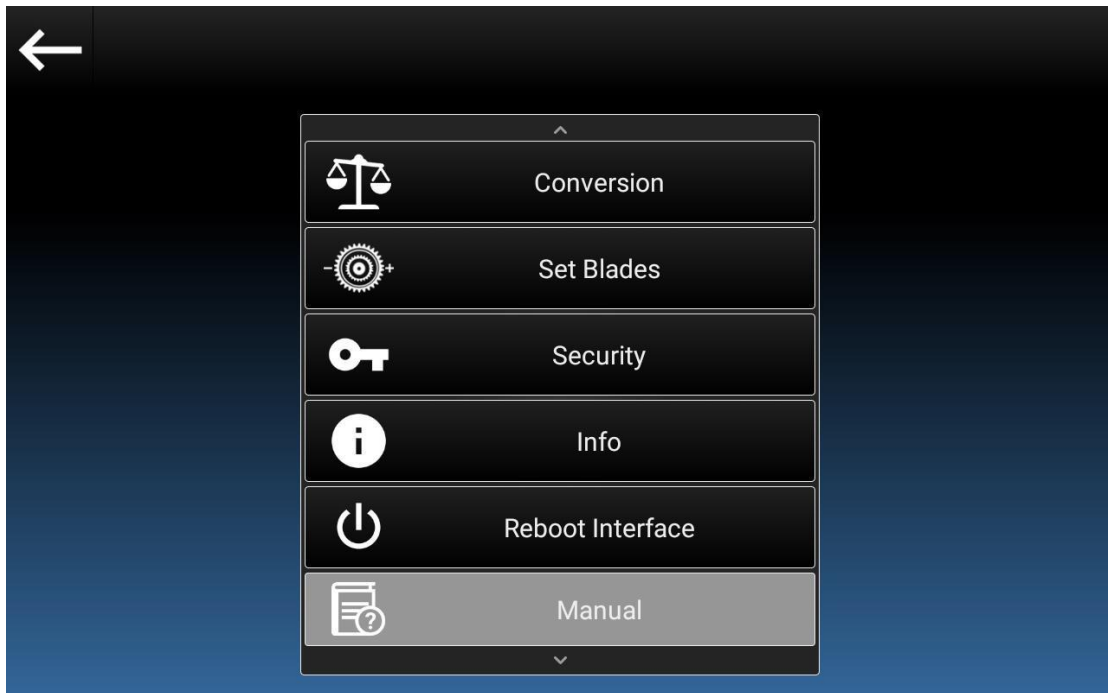 Conversion
Set Blades
Security
Info
Reboot Interface
Manual